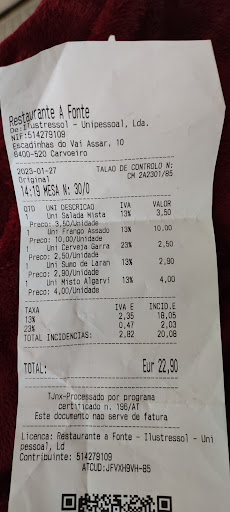 Restaurante A Fonte
De: Ilustressol - Unipessoal, Lda.
NIF:514279109
Escadinhas do Vai Assar, 10
8400-520 Carvoeiro
2023-01-27 TALAO DE CONTROLO N:
Original CM 2A2301/85
14:19 MESA N: 30/0
QTD UNI DESCRICAO IVA VALOR
1 Uni Salada Mista 13% 3,50
Preco: 3,50/Unidade
1 Uni Frango Assado 13% 10,00
Preco: 10,00/Unidade
1 Uni Cerveja Garra 23% 2,50
Preco: 2,50/Unidade
1 Uni Sumo de Laran 13% 2,90
Preco: 2,90/Unidade
1 Uni Misto Algarvi 13% 4,00
Preco: 4,00/Unidade
TAXA IVA E INCID.E
13% 2,35 18,05
23% 0,47 2,03
TOTAL INCIDENCIAS: 2,82 20,08
TOTAL: Eur 22,90
TJnx-Processado por programa
certificado n. 196/AT
Este documento nao serve de fatura
Licenca: Restaurante a Fonte - Ilustressol - Uni
pessoal, Ld
Contribuinte: 514279109
ATCUD:JFVXH9VH-85